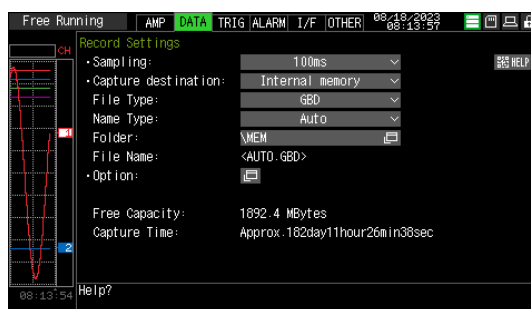 Free Running AMP DATA TRIG ALARM I/F OTHER 08/18/2023 08:13:57
CH
Record Settings
・Sampling: 100ms
HELP
・Capture destination: Internal memory
File Type: GBD
Name Type: Auto
1
Folder: \MEM
File Name: <AUTO.GBD>
・Option:
Free Capacity: 1892.4 MBytes
Capture Time: Approx.182day11hour26min38sec
2
08:13:54
Help?